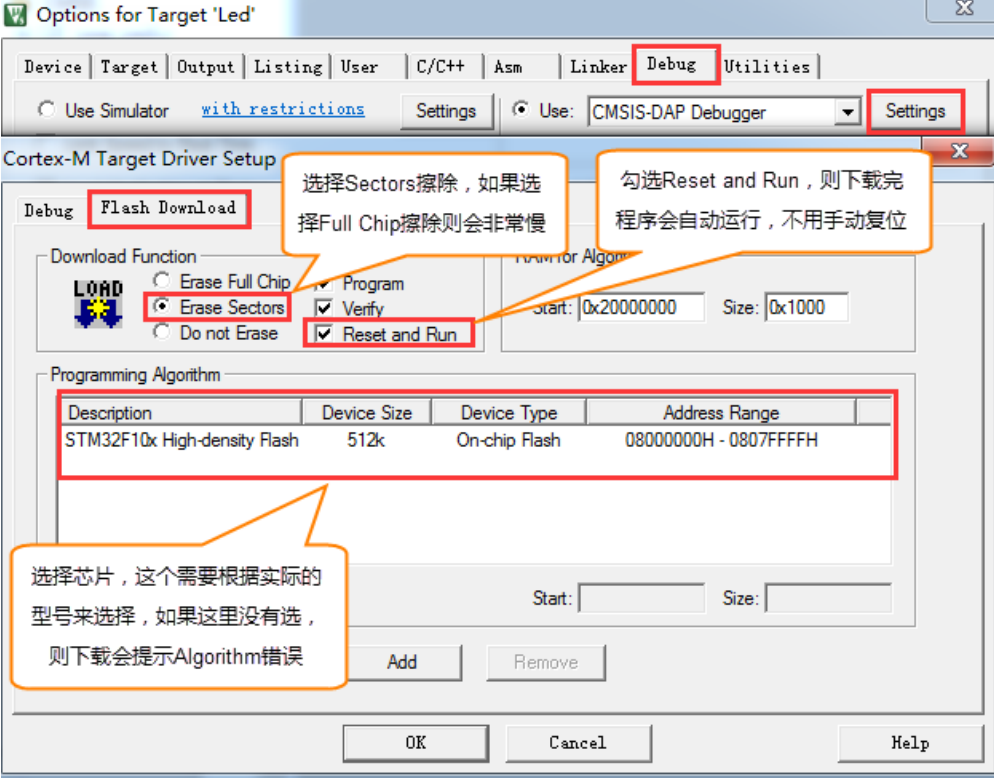 Options for Target 'Led'
Device Target Output Listing User C/C++ Asm Linker Debug Utilities
Use Simulator with restrictions Settings Use: CMSIS-DAP Debugger Settings
Cortex-M Target Driver Setup
选择Sectors擦除，如果选
择Full Chip擦除则会非常慢
勾选Reset and Run，则下载完
程序会自动运行，不用手动复位
Debug Flash Download
Download Function
LOAD
Erase Full Chip Program
Erase Sectors Verify
Do not Erase Reset and Run
RAM for Algor
Start: 0x20000000 Size: 0x1000
Programming Algorithm
Description Device Size Device Type Address Range
STM32F10x High-density Flash 512k On-chip Flash 08000000H - 0807FFFFH
选择芯片，这个需要根据实际的
型号来选择，如果这里没有选，
则下载会提示Algorithm错误
Start: Size:
Add Remove
OK Cancel Help